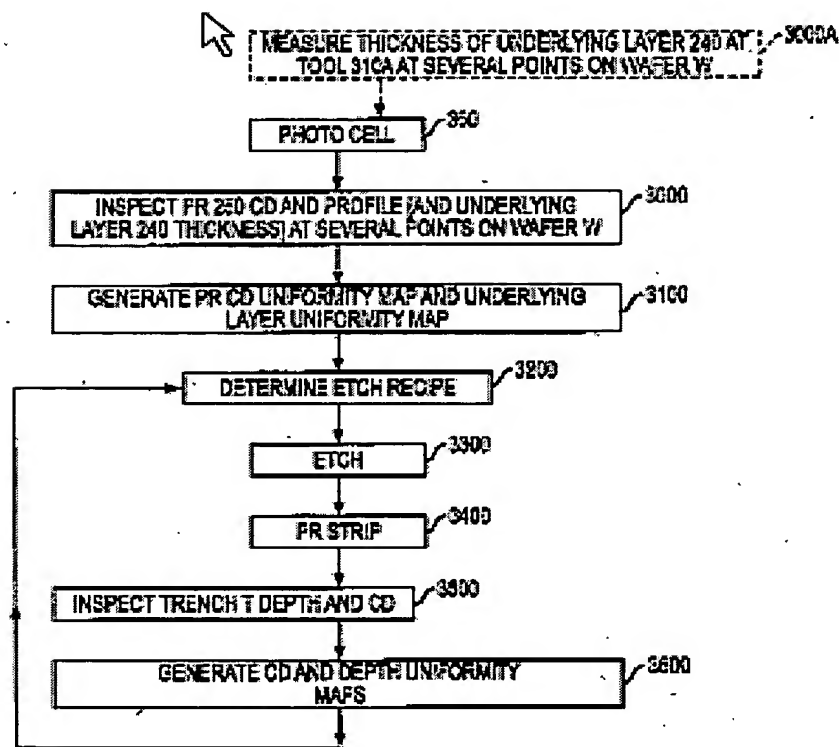 MEASURE THICKNESS OF UNDERLYING LAYER 240 AT
TOOL 310A AT SEVERAL POINTS ON WAFER W
3000A
PHOTO CELL
350
INSPECT PR 250 CD AND PROFILE [AND UNDERLYING
LAYER 240 THICKNESS] AT SEVERAL POINTS ON WAFER W
3000
GENERATE PR CD UNIFORMITY MAP AND UNDERLYING
LAYER UNIFORMITY MAP
3100
DETERMINE ETCH RECIPE
3200
ETCH
3300
PR STRIP
3400
INSPECT TRENCH T DEPTH AND CD
3500
GENERATE CD AND DEPTH UNIFORMITY
MAPS
3600